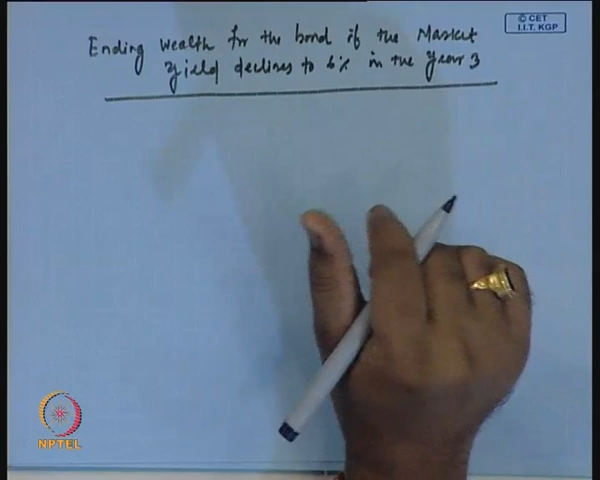 © CET
I.I.T. KGP
Ending wealth for the bond if the Market
yield declines to 6% in the Year 3
NPTEL